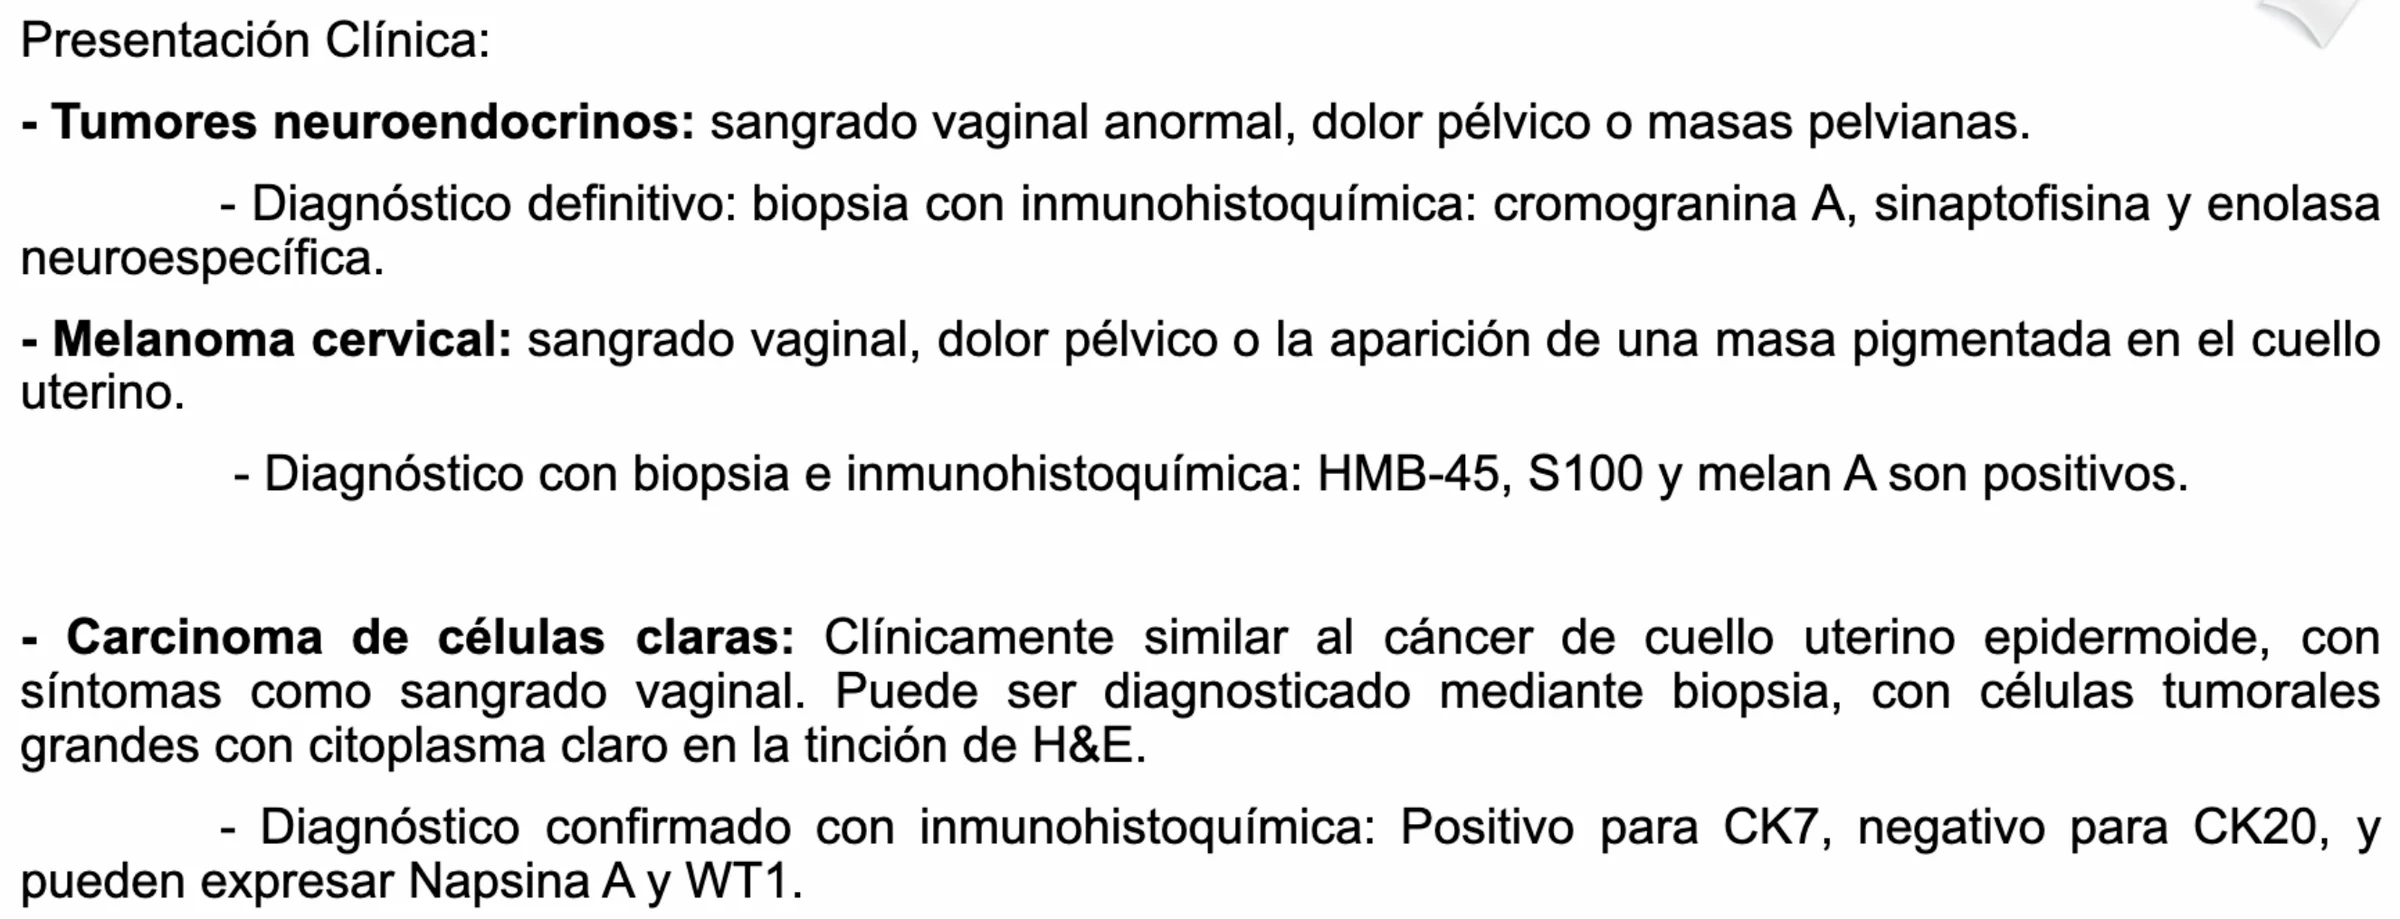 Presentación Clínica:
- Tumores neuroendocrinos: sangrado vaginal anormal, dolor pélvico o masas pelvianas.
- Diagnóstico definitivo: biopsia con inmunohistoquímica: cromogranina A, sinaptofisina y enolasa
neuroespecífica.
- Melanoma cervical: sangrado vaginal, dolor pélvico o la aparición de una masa pigmentada en el cuello
uterino.
- Diagnóstico con biopsia e inmunohistoquímica: HMB-45, S100 y melan A son positivos.
- Carcinoma de células claras: Clínicamente similar al cáncer de cuello uterino epidermoide, con
síntomas como sangrado vaginal. Puede ser diagnosticado mediante biopsia, con células tumorales
grandes con citoplasma claro en la tinción de H&E.
- Diagnóstico confirmado con inmunohistoquímica: Positivo para CK7, negativo para CK20, y
pueden expresar Napsina A y WT1.